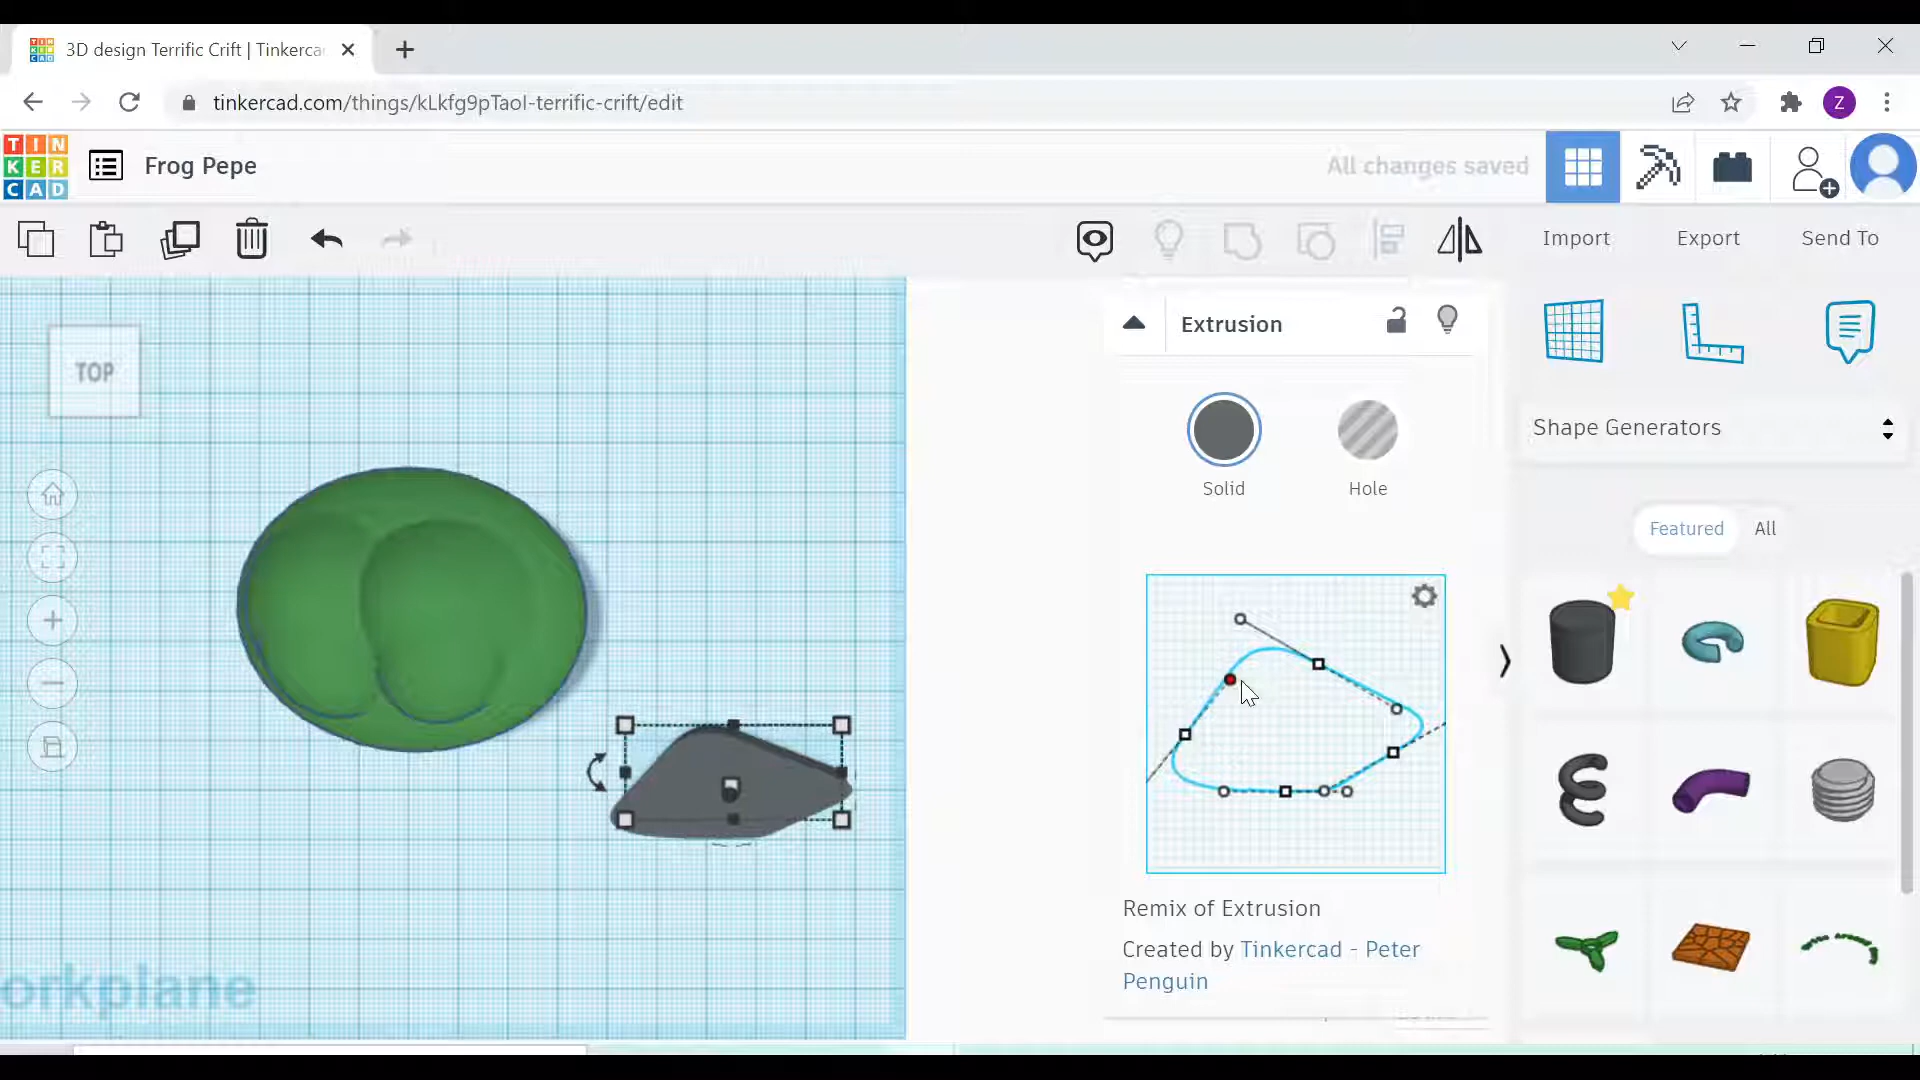 3D design Terrific Crift | Tinkerca
tinkercad.com/things/kLkfg9pTaoI-terrific-crift/edit
Z
TIN
KER
CAD
Frog Pepe
All changes saved
Import
Export
Send To
TOP
Extrusion
Solid
Hole
Shape Generators
Featured
All
Remix of Extrusion
Created by Tinkercad - Peter
Penguin
orkplane